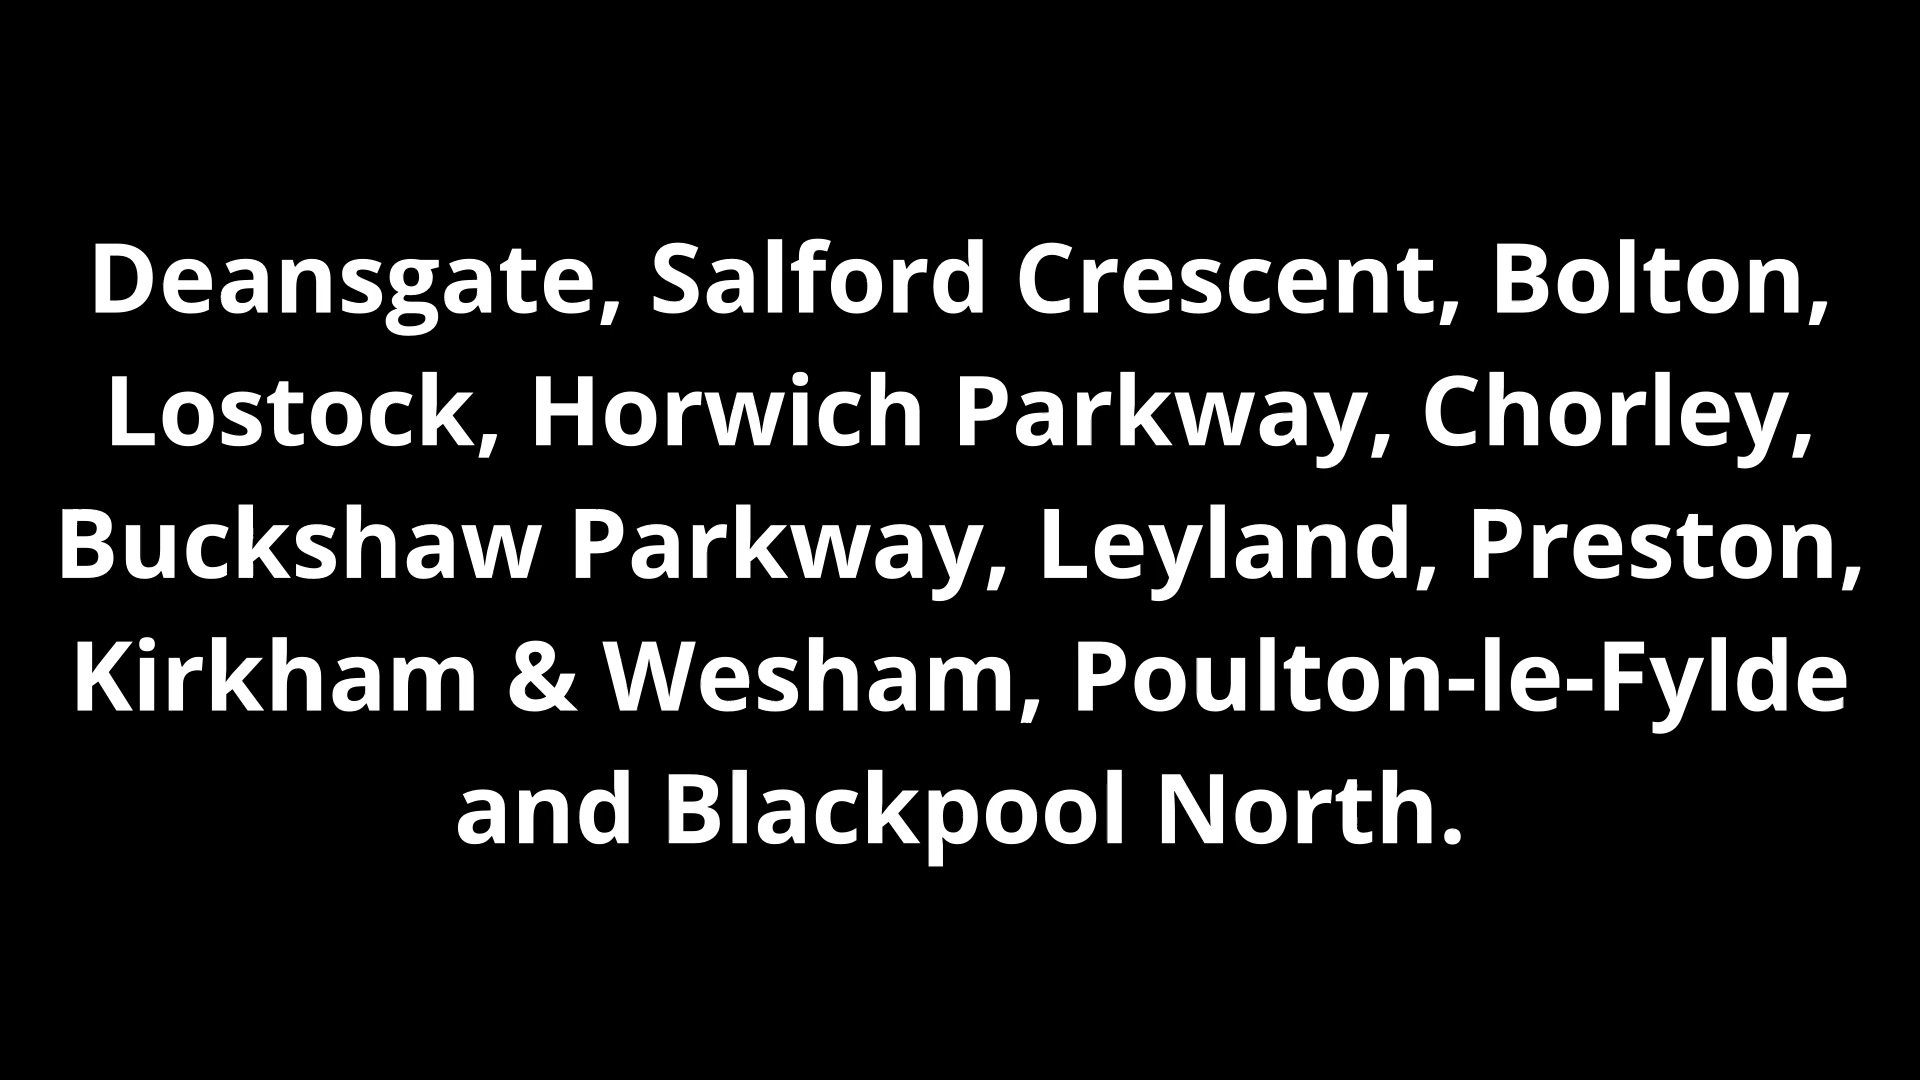 Deansgate, Salford Crescent, Bolton,
Lostock, Horwich Parkway, Chorley,
Buckshaw Parkway, Leyland, Preston,
Kirkham & Wesham, Poulton-le-Fylde
and Blackpool North.